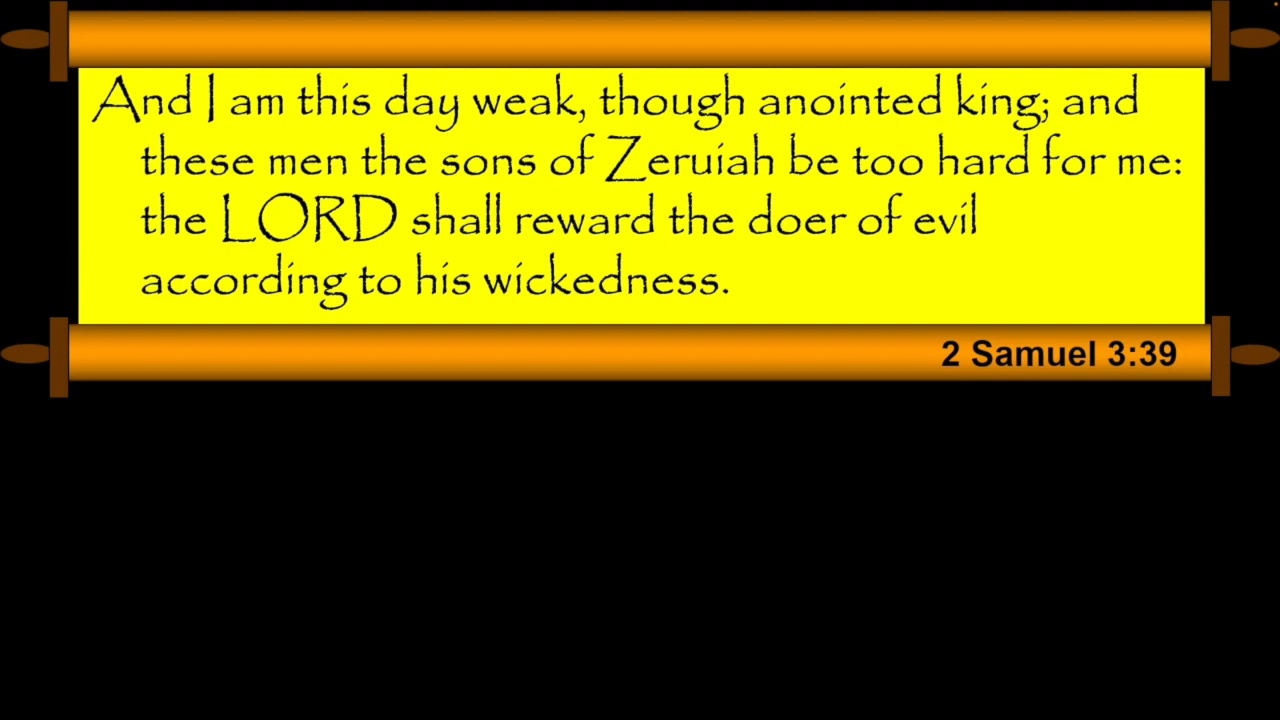 And I am this day weak, though anointed king; and
these men the sons of Zeruiah be too hard for me:
the LORD shall reward the doer of evil
according to his wickedness.
2 Samuel 3:39